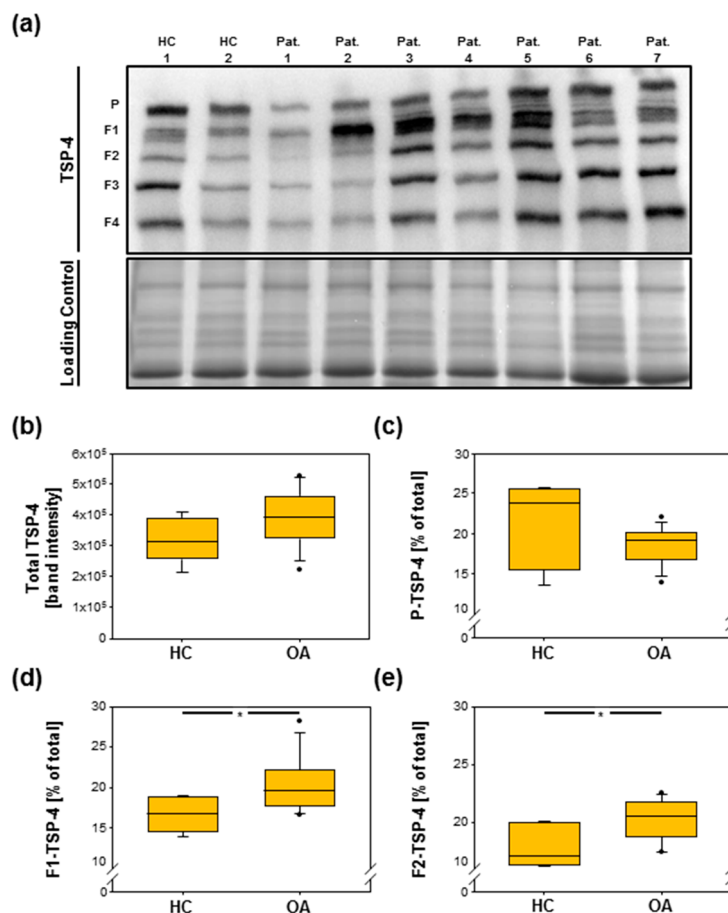 (a)
HC HC Pat. Pat. Pat. Pat. Pat. Pat. Pat.
1 2 1 2 3 4 5 6 7
TSP-4
P
F1
F2
F3
F4
Loading Control
(b)
Total TSP-4
[band intensity]
6x10⁵
5x10⁵
4x10⁵
3x10⁵
2x10⁵
0
HC OA
(c)
P-TSP-4 [% of total]
30
25
20
15
10
0
HC OA
(d)
F1-TSP-4 [% of total]
30
25
20
15
10
0
*
HC OA
(e)
F2-TSP-4 [% of total]
30
20
10
0
*
HC OA